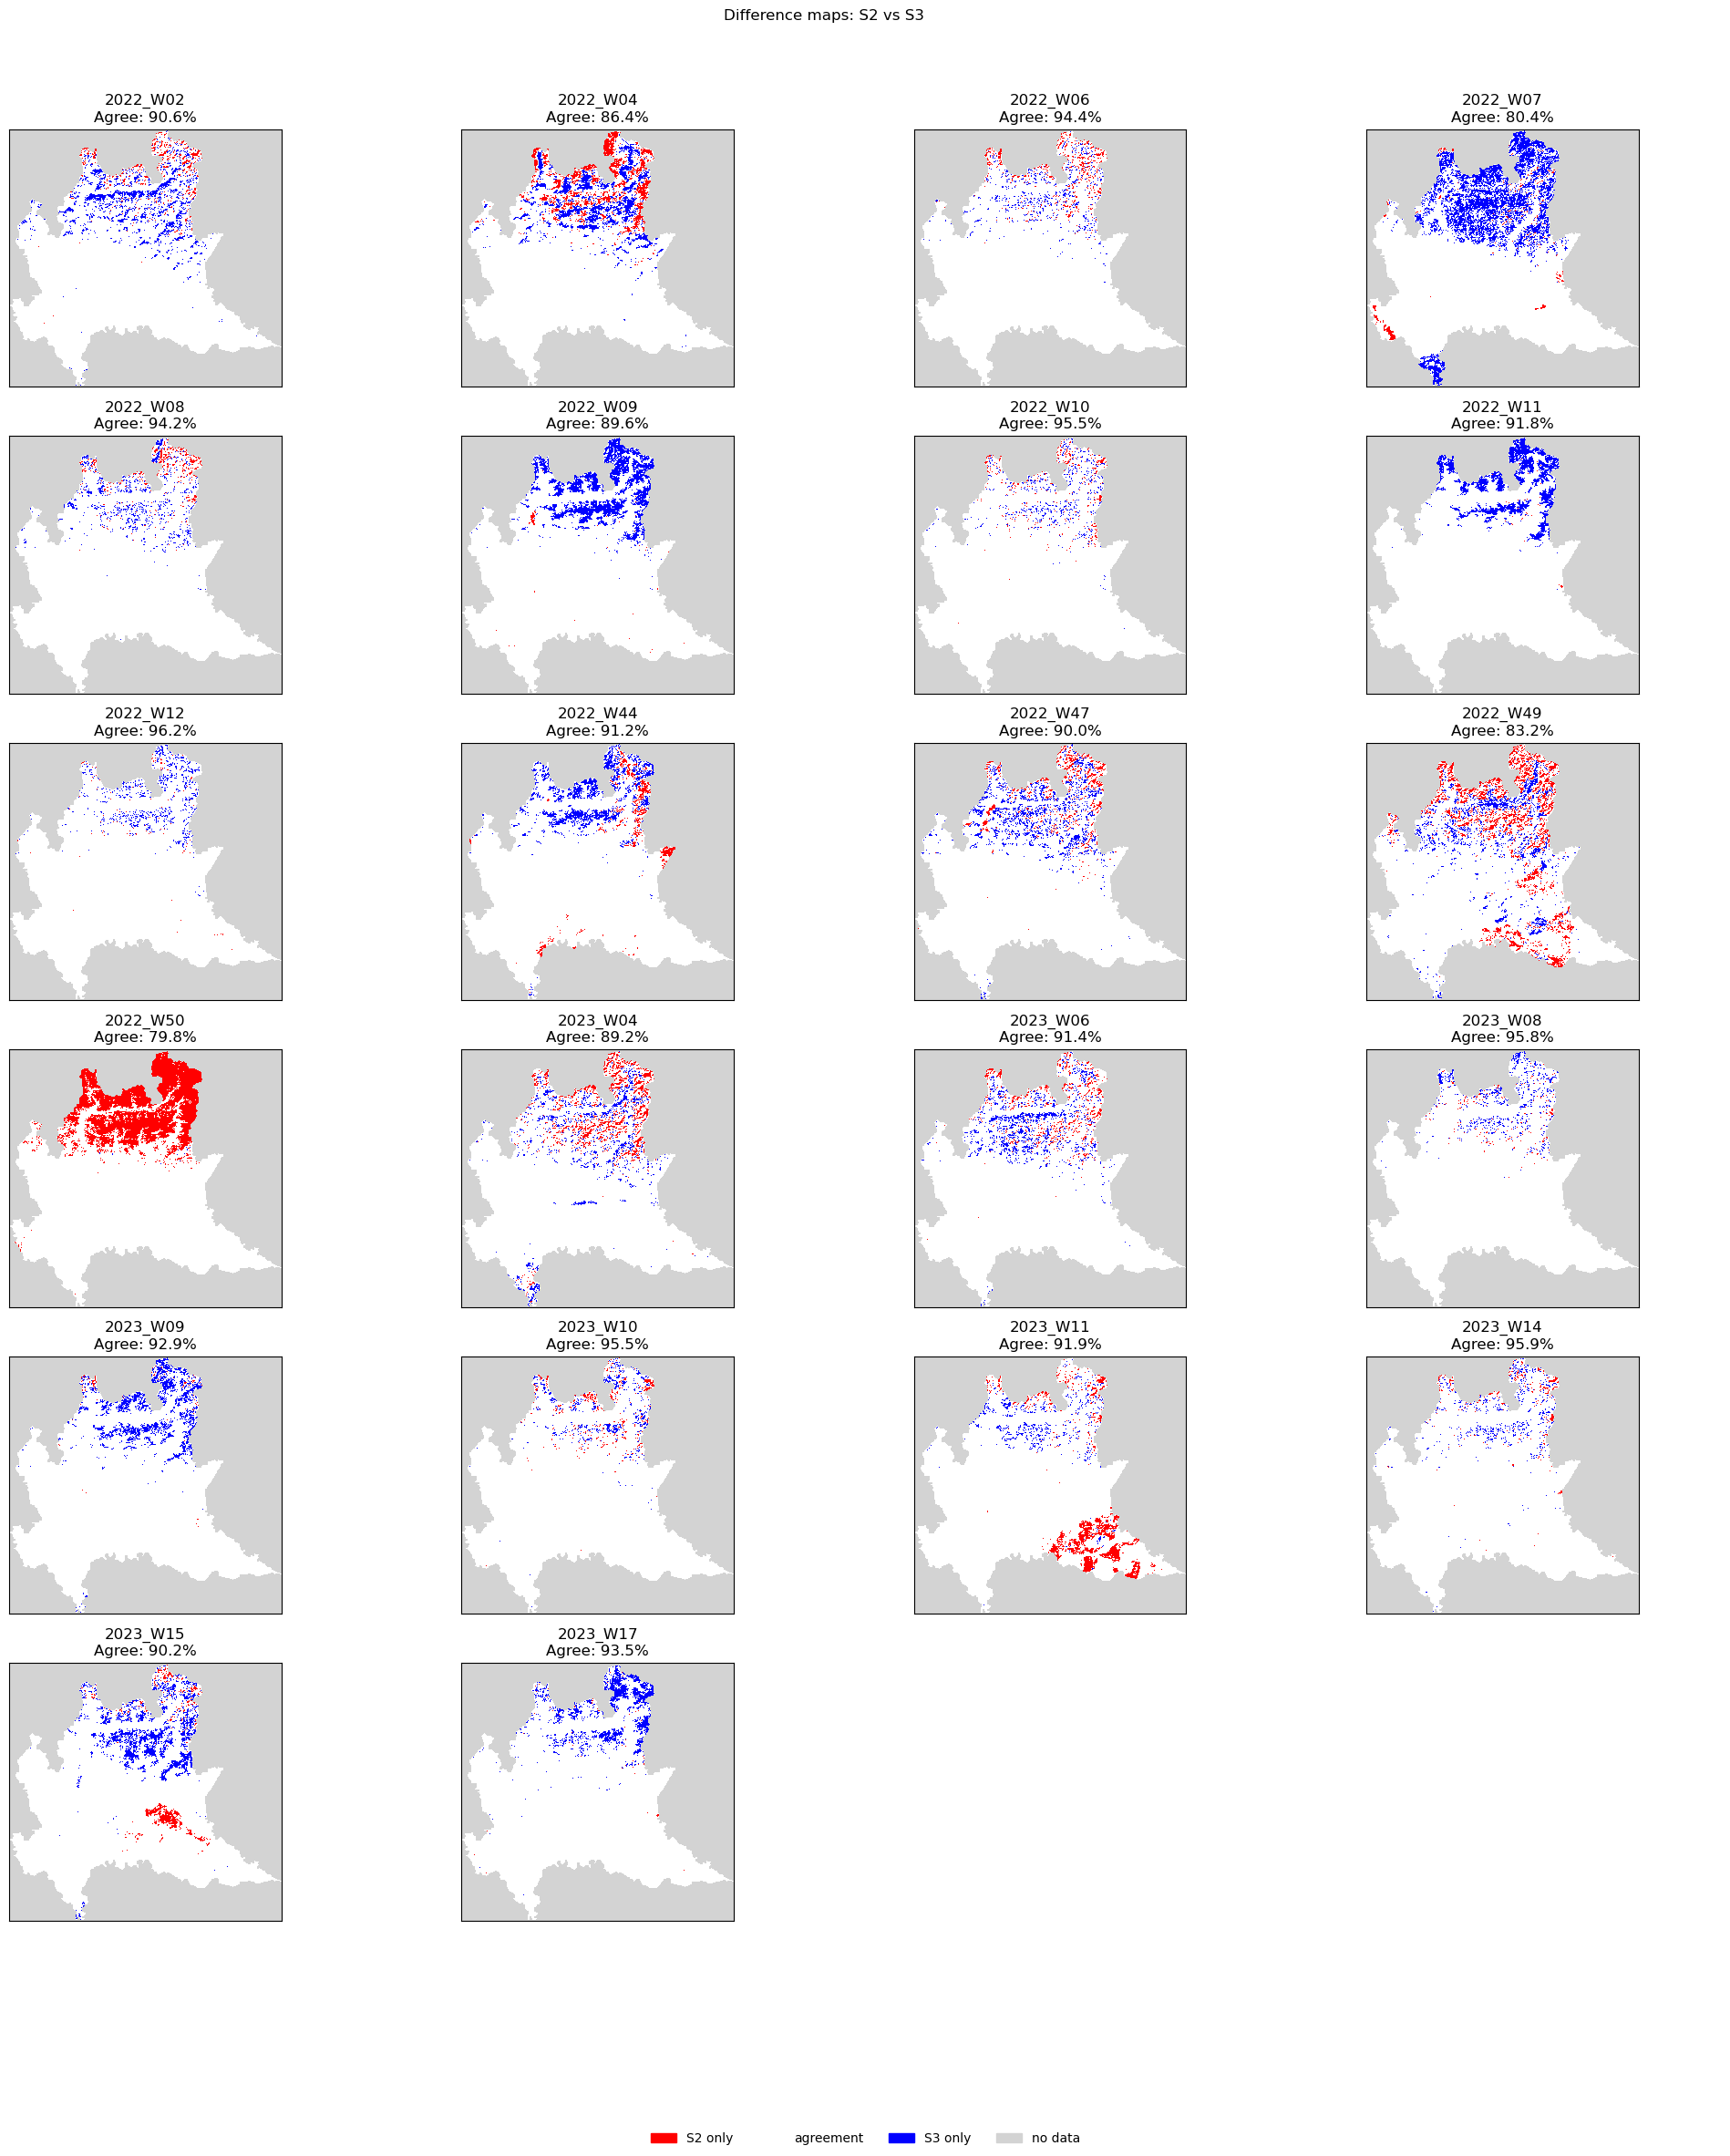 Difference maps: S2 vs S3
2022_W02
Agree: 90.6%
2022_W04
Agree: 86.4%
2022_W06
Agree: 94.4%
2022_W07
Agree: 80.4%
2022_W08
Agree: 94.2%
2022_W09
Agree: 89.6%
2022_W10
Agree: 95.5%
2022_W11
Agree: 91.8%
2022_W12
Agree: 96.2%
2022_W44
Agree: 91.2%
2022_W47
Agree: 90.0%
2022_W49
Agree: 83.2%
2022_W50
Agree: 79.8%
2023_W04
Agree: 89.2%
2023_W06
Agree: 91.4%
2023_W08
Agree: 95.8%
2023_W09
Agree: 92.9%
2023_W10
Agree: 95.5%
2023_W11
Agree: 91.9%
2023_W14
Agree: 95.9%
2023_W15
Agree: 90.2%
2023_W17
Agree: 93.5%
S2 only agreement S3 only no data